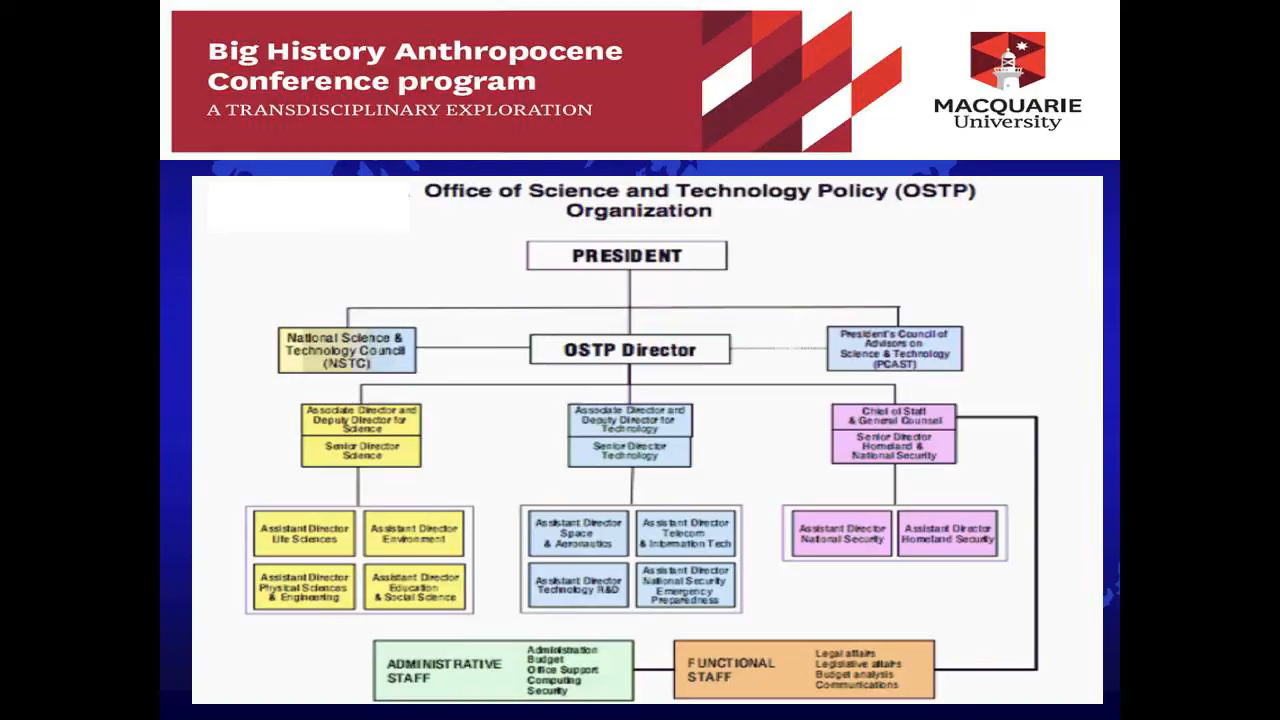 Big History Anthropocene
Conference program
A TRANSDISCIPLINARY EXPLORATION
MACQUARIE
University
Office of Science and Technology Policy (OSTP)
Organization
PRESIDENT
National Science &
Technology Council
(NSTC)
OSTP Director
President's Council of
Advisors on
Science & Technology
(PCAST)
Associate Director and
Deputy Director for
Science
Senior Director
Science
Associate Director and
Deputy Director for
Technology
Senior Director
Technology
Chief of Staff
& General Counsel
Senior Director
Homeland &
National Security
Assistant Director
Life Sciences
Assistant Director
Environment
Assistant Director
Physical Sciences
& Engineering
Assistant Director
Education
& Social Science
Assistant Director
Space
& Aeronautics
Assistant Director
Telecom
& Information Tech
Assistant Director
Technology R&D
Assistant Director
National Security
Emergency
Preparedness
Assistant Director
National Security
Assistant Director
Homeland Security
ADMINISTRATIVE
STAFF
Administration
Budget
Office Support
Computing
Security
FUNCTIONAL
STAFF
Legal affairs
Legislative affairs
Budget analysis
Communications